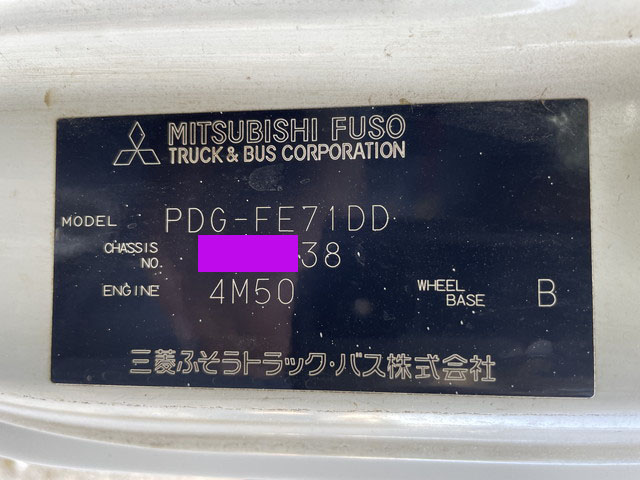 MITSUBISHI FUSO
TRUCK & BUS CORPORATION
MODEL PDG-FE71DD
CHASSIS NO. 38
ENGINE 4M50 WHEEL BASE B
三菱ふそうトラック・バス株式会社